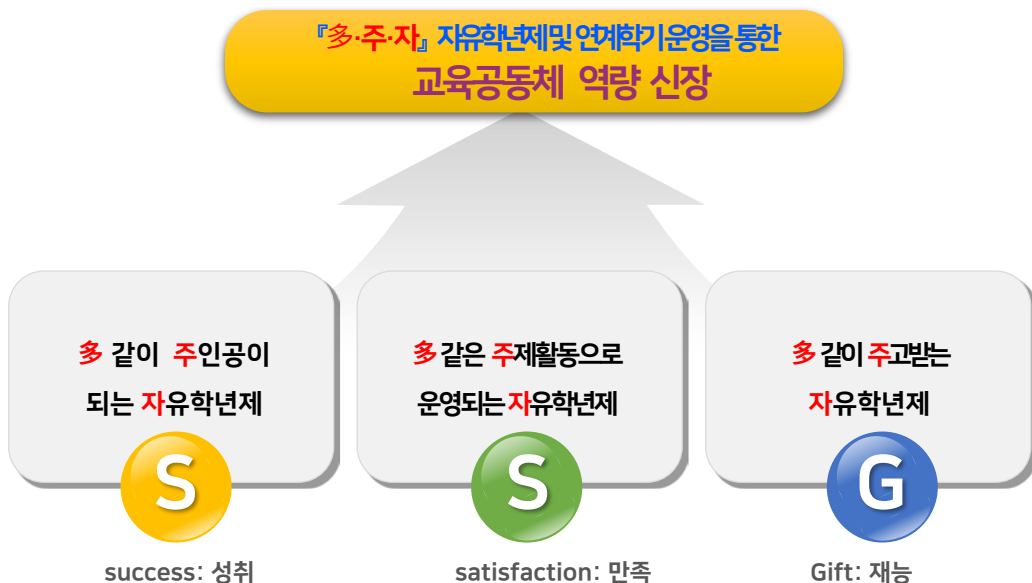 『多·주·자』 자유학년제 및 연계학기 운영을 통한
교육공동체 역량 신장
多 같이 주인공이
되는 자유학년제
S
success: 성취
多 같은 주제활동으로
운영되는 자유학년제
S
satisfaction: 만족
多 같이 주고받는
자유학년제
G
Gift: 재능